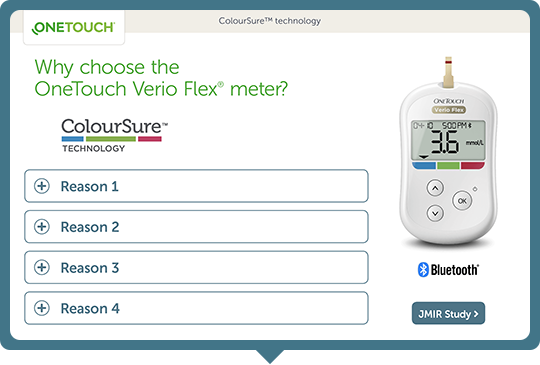 ColourSure™ technology
ONETOUCH®
Why choose the
OneTouch Verio Flex® meter?
ColourSure™
TECHNOLOGY
Reason 1
Reason 2
Reason 3
Reason 4
ONETOUCH
Verio Flex
04-10 5:00 PM
3.6 mmol/L
OK
Bluetooth®
JMIR Study >